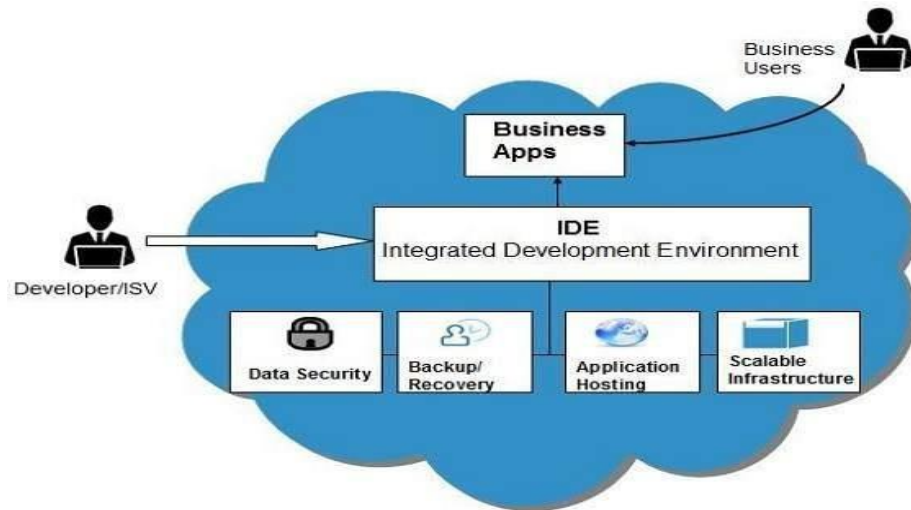 Business
Users
Business
Apps
IDE
Integrated Development Environment
Developer/ISV
Data Security
Backup/
Recovery
Application
Hosting
Scalable
Infrastructure